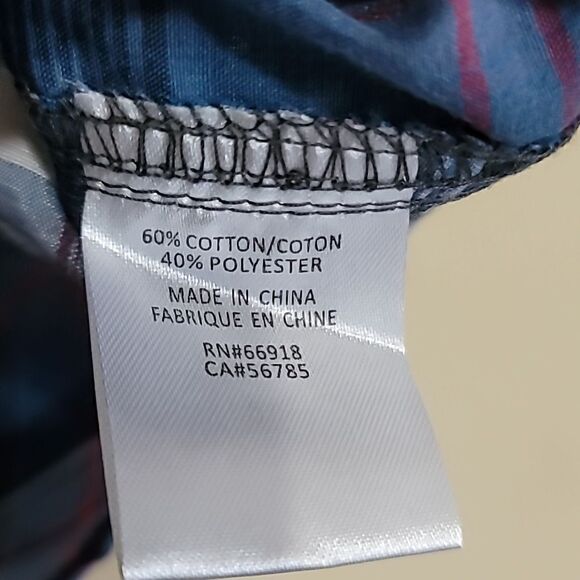 60% COTTON/COTON
40% POLYESTER
MADE IN CHINA
FABRIQUE EN CHINE
RN#66918
CA#56785